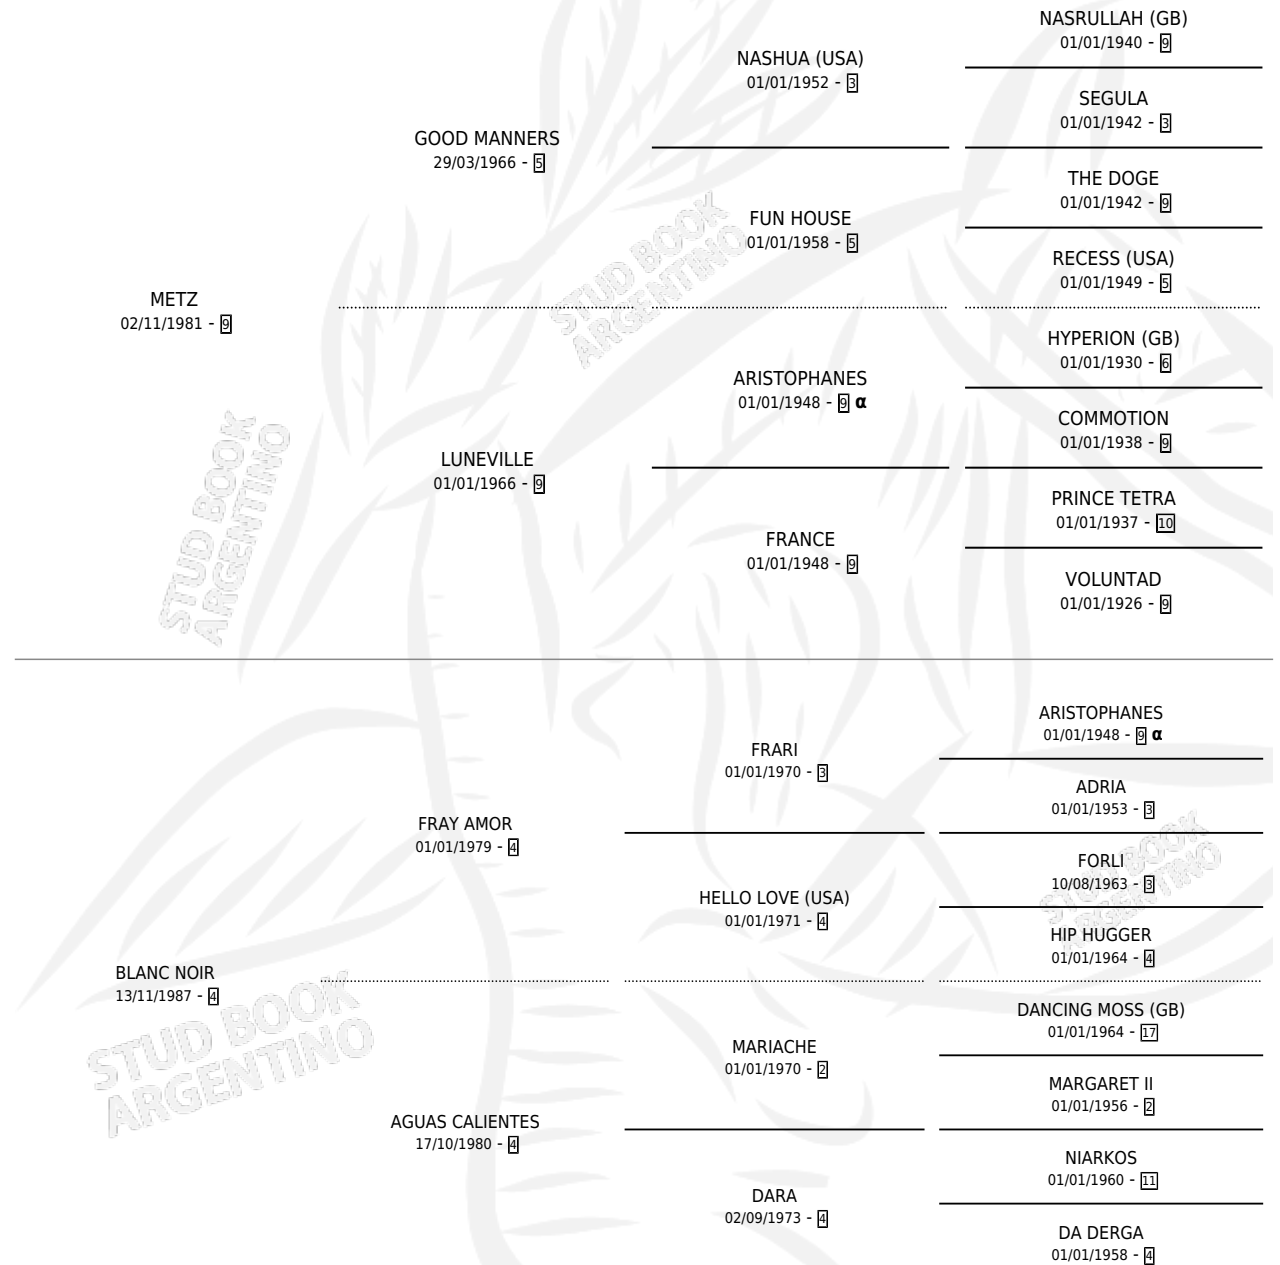 NASRULLAH (GB)
01/01/1940 - 9
NASHUA (USA)
01/01/1952 - 3
SEGULA
01/01/1942 - 3
GOOD MANNERS
29/03/1966 - 5
THE DOGE
01/01/1942 - 9
FUN HOUSE
01/01/1958 - 5
RECESS (USA)
01/01/1949 - 5
METZ
02/11/1981 - 9
HYPERION (GB)
01/01/1930 - 6
ARISTOPHANES
01/01/1948 - 9 α
COMMOTION
01/01/1938 - 9
LUNEVILLE
01/01/1966 - 9
PRINCE TETRA
01/01/1937 - 10
FRANCE
01/01/1948 - 9
VOLUNTAD
01/01/1926 - 9
ARISTOPHANES
01/01/1948 - 9 α
FRARI
01/01/1970 - 3
ADRIA
01/01/1953 - 3
FRAY AMOR
01/01/1979 - 4
FORLI
10/08/1963 - 3
HELLO LOVE (USA)
01/01/1971 - 4
HIP HUGGER
01/01/1964 - 4
BLANC NOIR
13/11/1987 - 4
DANCING MOSS (GB)
01/01/1964 - 17
MARIACHE
01/01/1970 - 2
MARGARET II
01/01/1956 - 2
AGUAS CALIENTES
17/10/1980 - 4
NIARKOS
01/01/1960 - 11
DARA
02/09/1973 - 4
DA DERGA
01/01/1958 - 4
STUD BOOK
ARGENTINO
STUD BOOK
ARGENTINO
STUD BOOK
ARGENTINO
STUD BOOK
ARGENTINO